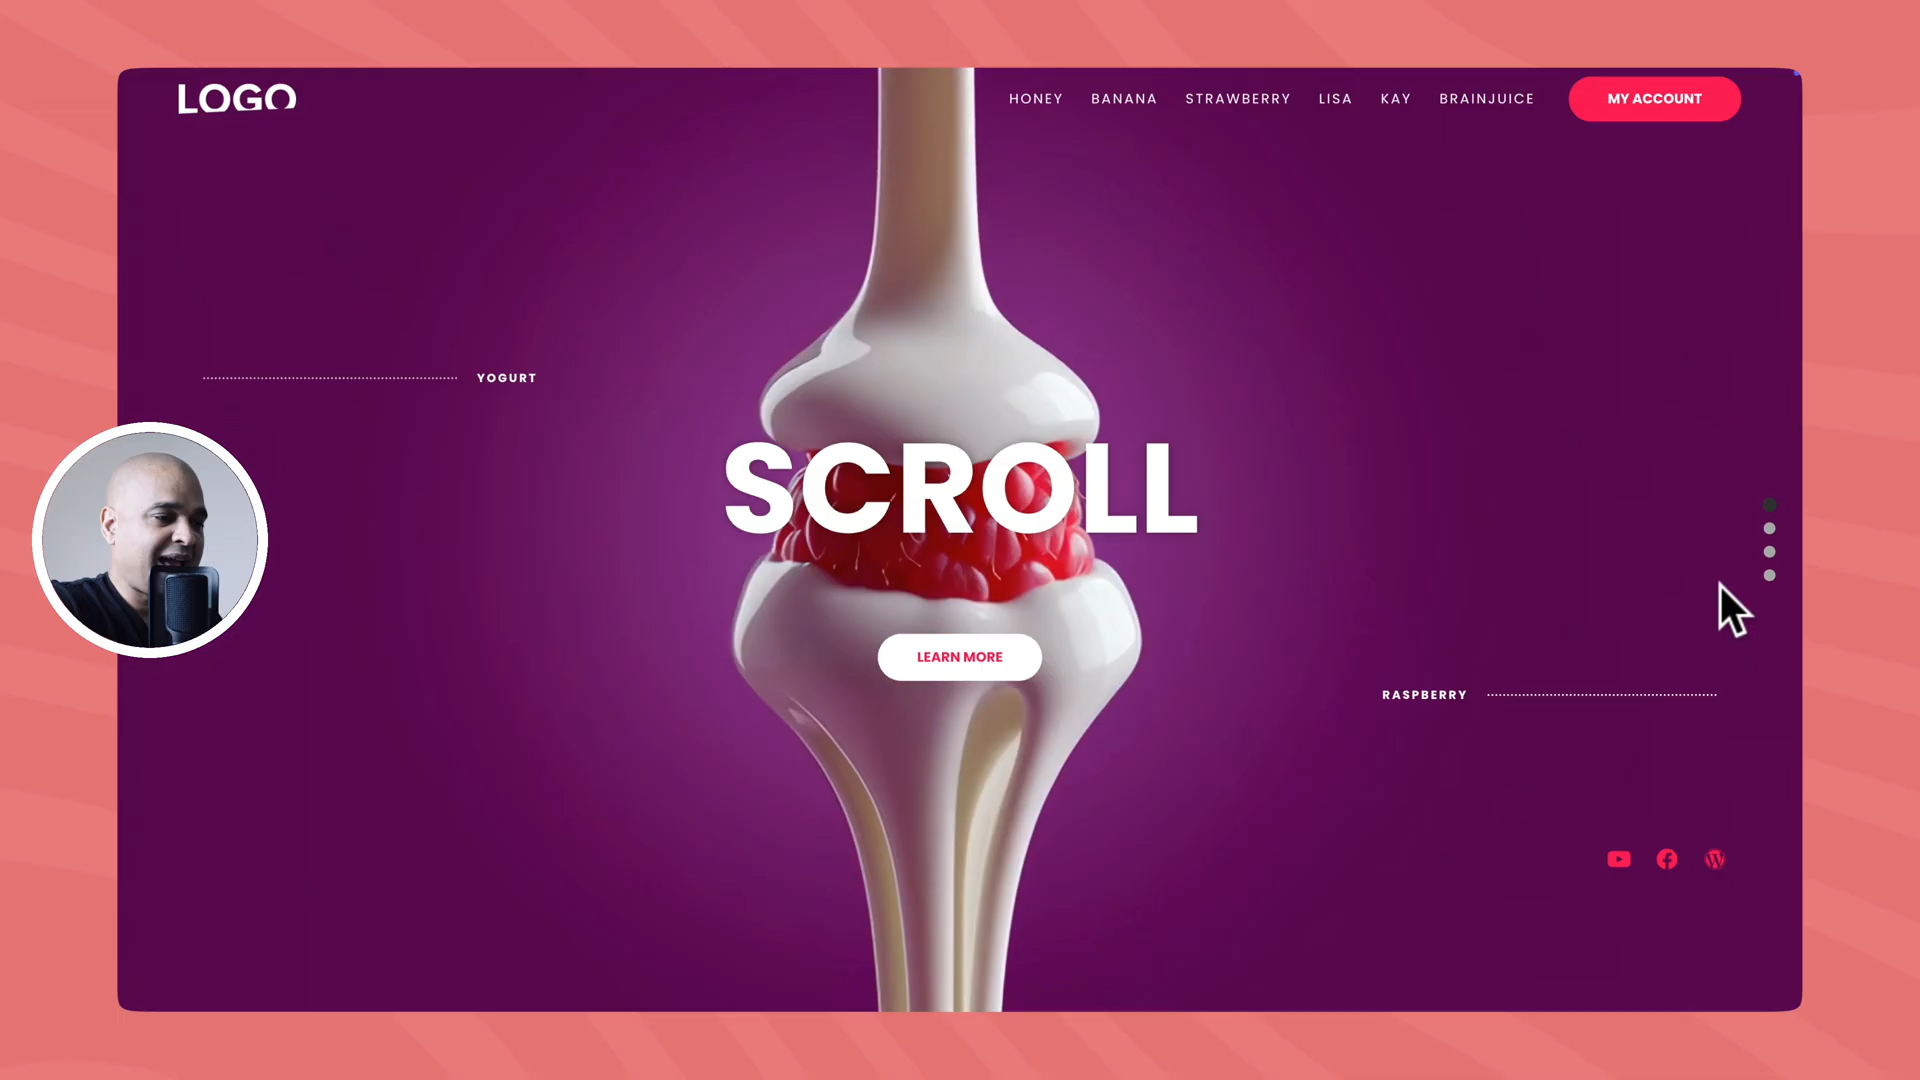 LOGO
HONEY BANANA STRAWBERRY LISA KAY BRAINJUICE MY ACCOUNT
YOGURT
SCROLL
LEARN MORE
RASPBERRY